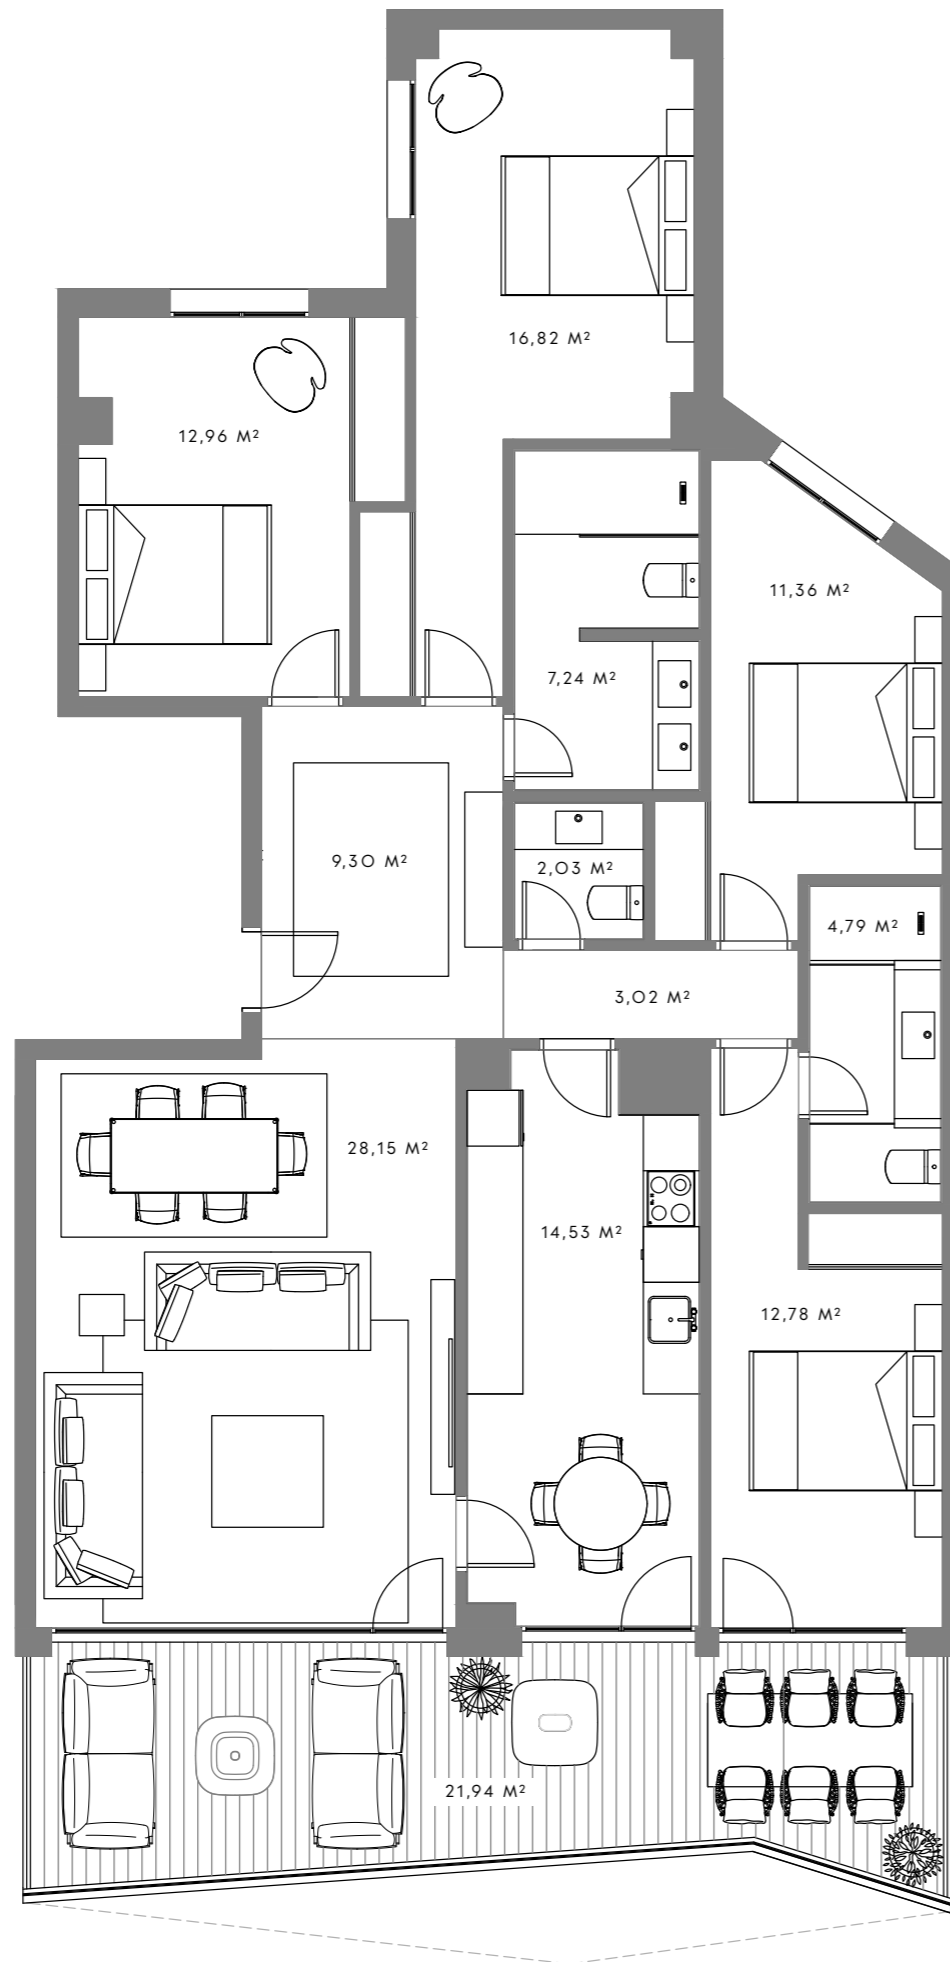 16,82 M²
12,96 M²
11,36 M²
7,24 M²
9,30 M²
2,03 M²
4,79 M²
3,02 M²
28,15 M²
14,53 M²
12,78 M²
21,94 M²